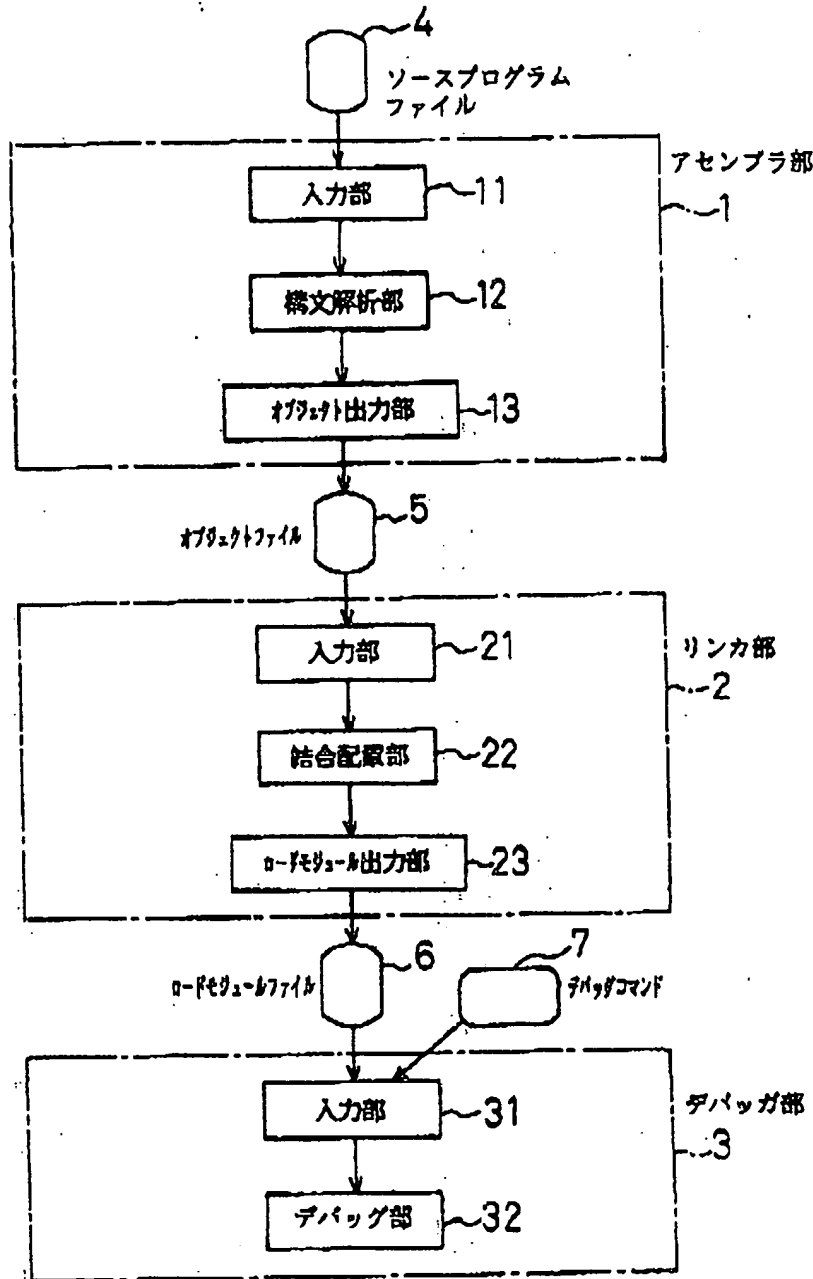 4
ソースプログラム
ファイル
アセンブラ部
1
入力部
11
構文解析部
12
オブジェクト出力部
13
5
オブジェクトファイル
リンカ部
2
入力部
21
結合配置部
22
ロードモジュール出力部
23
6
ロードモジュールファイル
7
デバッガコマンド
デバッガ部
3
入力部
31
デバッグ部
32